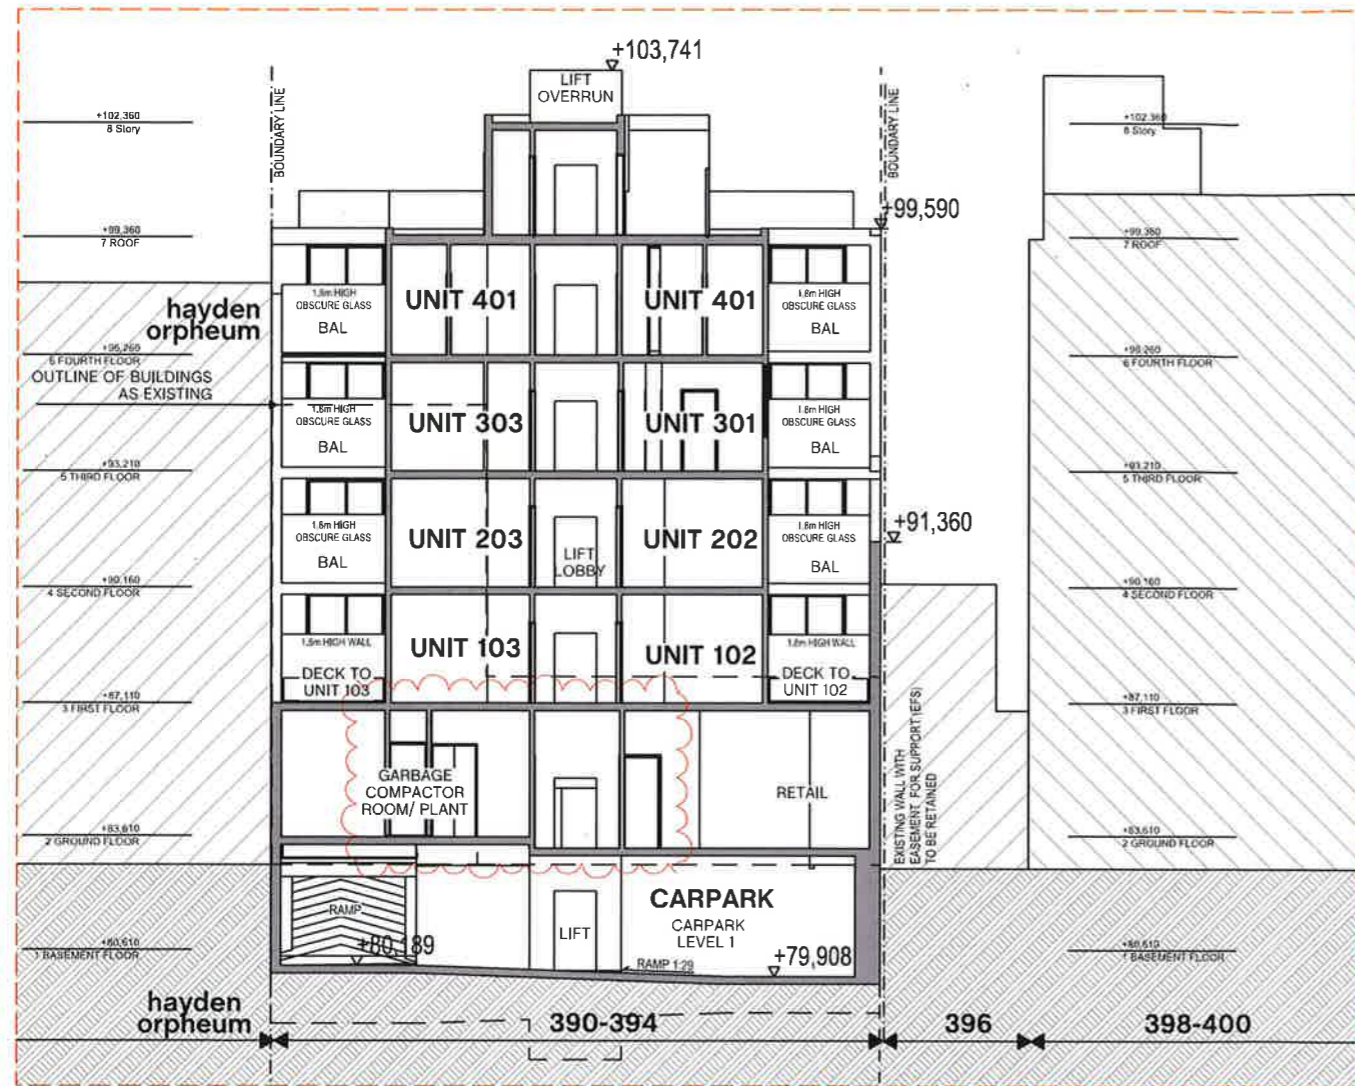 +103,741
LIFT
OVERRUN
+102,360
8 Story
BOUNDARY LINE
BOUNDARY LINE
+102,360
8 Story
+99,590
+99,360
7 ROOF
+99,360
7 ROOF
hayden
orpheum
1.8m HIGH
OBSCURE GLASS
BAL
UNIT 401
UNIT 401
1.8m HIGH
OBSCURE GLASS
BAL
+96,260
6 FOURTH FLOOR
+96,260
6 FOURTH FLOOR
OUTLINE OF BUILDINGS
AS EXISTING
1.8m HIGH
OBSCURE GLASS
BAL
UNIT 303
UNIT 301
1.8m HIGH
OBSCURE GLASS
BAL
+93,210
5 THIRD FLOOR
+93,210
5 THIRD FLOOR
1.8m HIGH
OBSCURE GLASS
BAL
UNIT 203
LIFT
LOBBY
UNIT 202
1.8m HIGH
OBSCURE GLASS
BAL
+91,360
+90,160
4 SECOND FLOOR
+90,160
4 SECOND FLOOR
1.8m HIGH WALL
DECK TO
UNIT 103
UNIT 103
UNIT 102
1.8m HIGH WALL
DECK TO
UNIT 102
+87,110
3 FIRST FLOOR
+87,110
3 FIRST FLOOR
GARBAGE
COMPACTOR
ROOM/ PLANT
RETAIL
EXISTING WALL WITH
EASEMENT FOR SUPPORT (EFS)
TO BE RETAINED
+83,610
2 GROUND FLOOR
+83,610
2 GROUND FLOOR
RAMP
+80,189
LIFT
CARPARK
CARPARK
LEVEL 1
RAMP 1:29
+79,908
+80,610
1 BASEMENT FLOOR
+80,610
1 BASEMENT FLOOR
hayden
orpheum
390-394
396
398-400